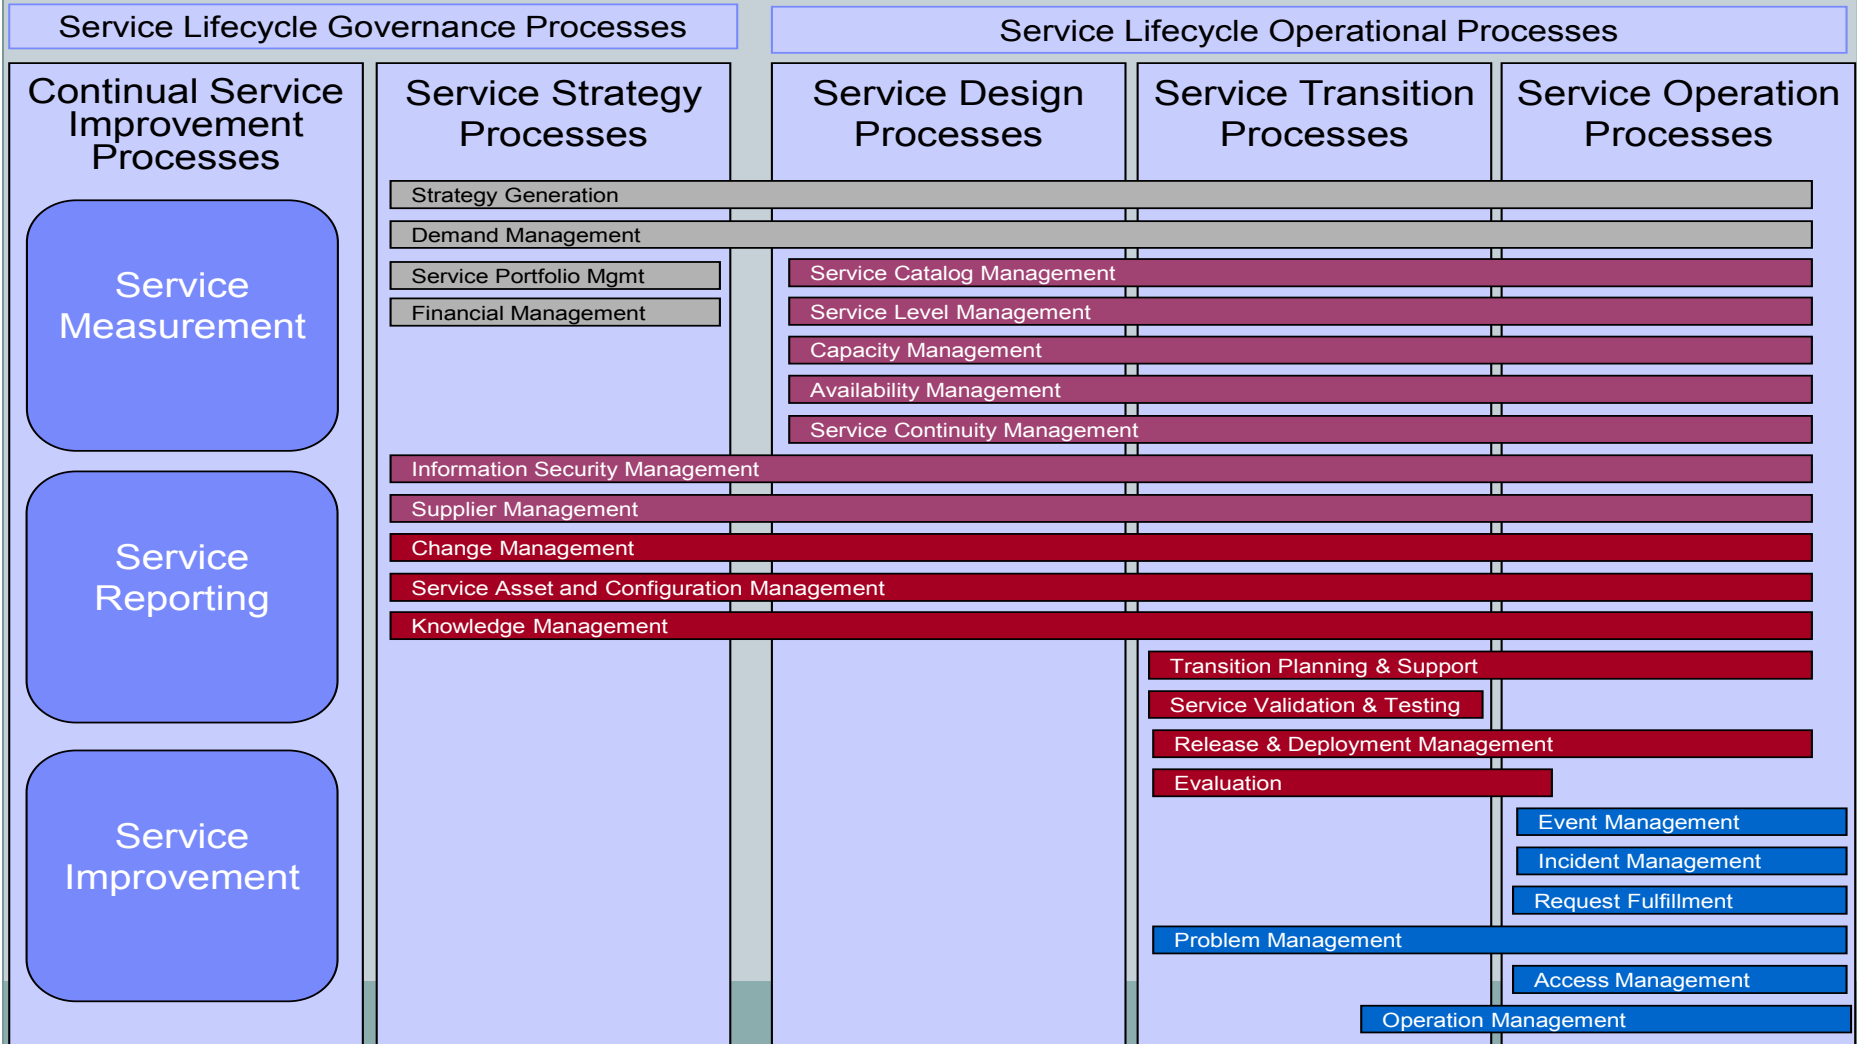 Service Lifecycle Governance Processes
Service Lifecycle Operational Processes
Continual Service
Improvement
Processes
Service Strategy
Processes
Service Design
Processes
Service Transition
Processes
Service Operation
Processes
Service
Measurement
Service
Reporting
Service
Improvement
Strategy Generation
Demand Management
Service Portfolio Mgmt
Service Catalog Management
Financial Management
Service Level Management
Capacity Management
Availability Management
Service Continuity Management
Information Security Management
Supplier Management
Change Management
Service Asset and Configuration Management
Knowledge Management
Transition Planning & Support
Service Validation & Testing
Release & Deployment Management
Evaluation
Event Management
Incident Management
Request Fulfillment
Problem Management
Access Management
Operation Management